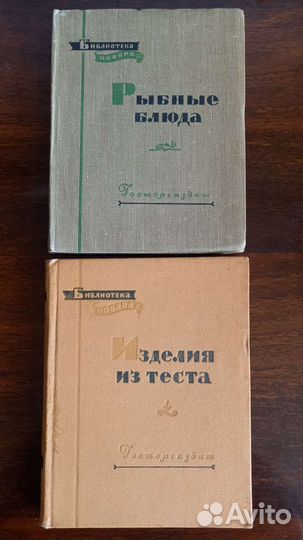 Библиотека
повара
Рыбные
блюда
Госторгиздат
Библиотека
повара
Изделия
из теста
Госторгиздат
Avito